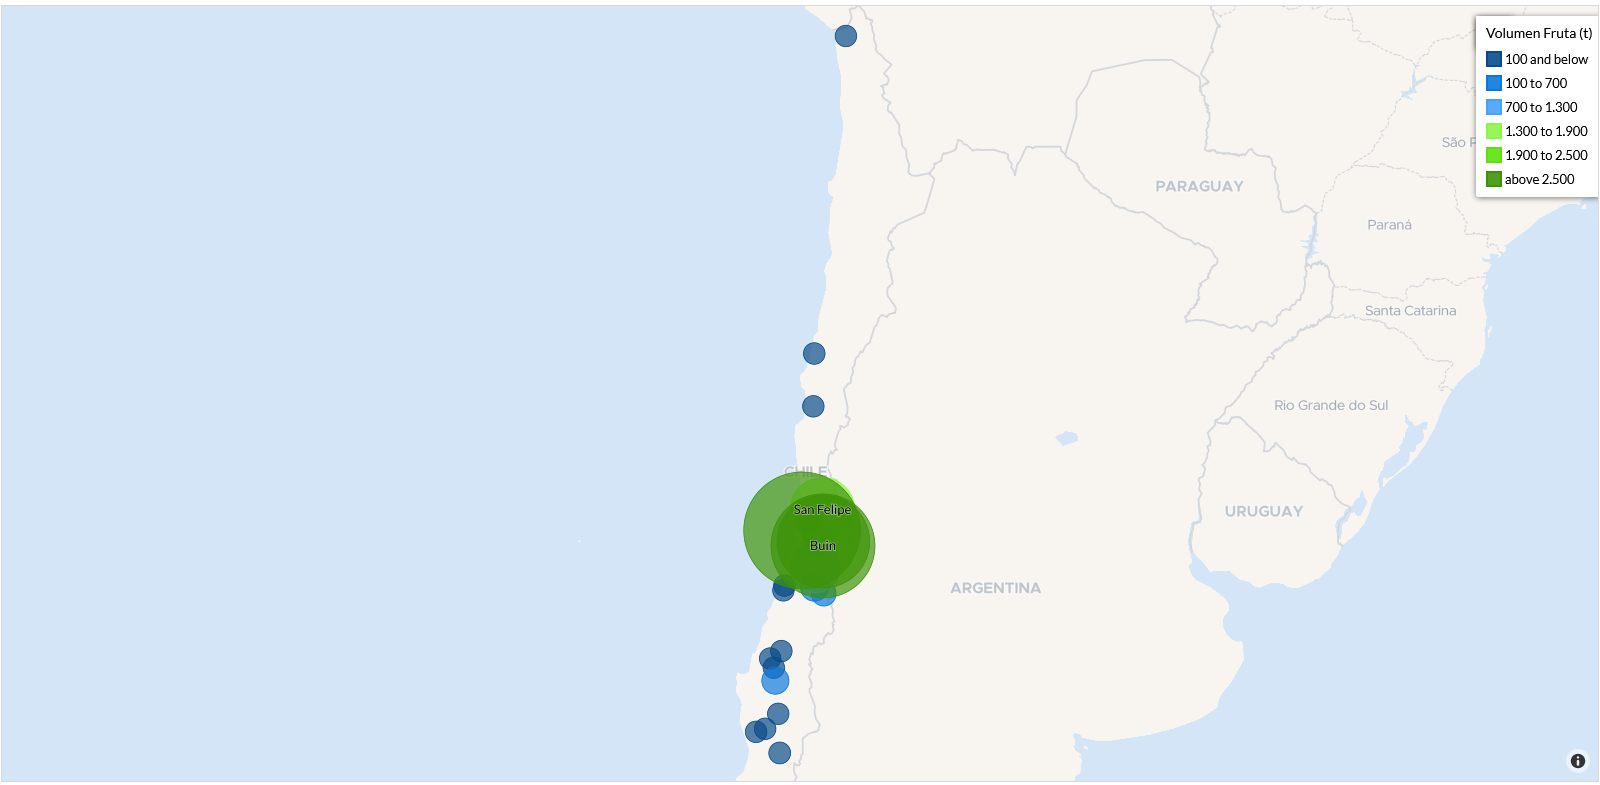 Volumen Fruta (t)
100 and below
100 to 700
700 to 1.300
1.300 to 1.900
1.900 to 2.500
above 2.500
São P
PARAGUAY
Paraná
Santa Catarina
Rio Grande do Sul
CHILE
San Felipe
URUGUAY
Buin
ARGENTINA